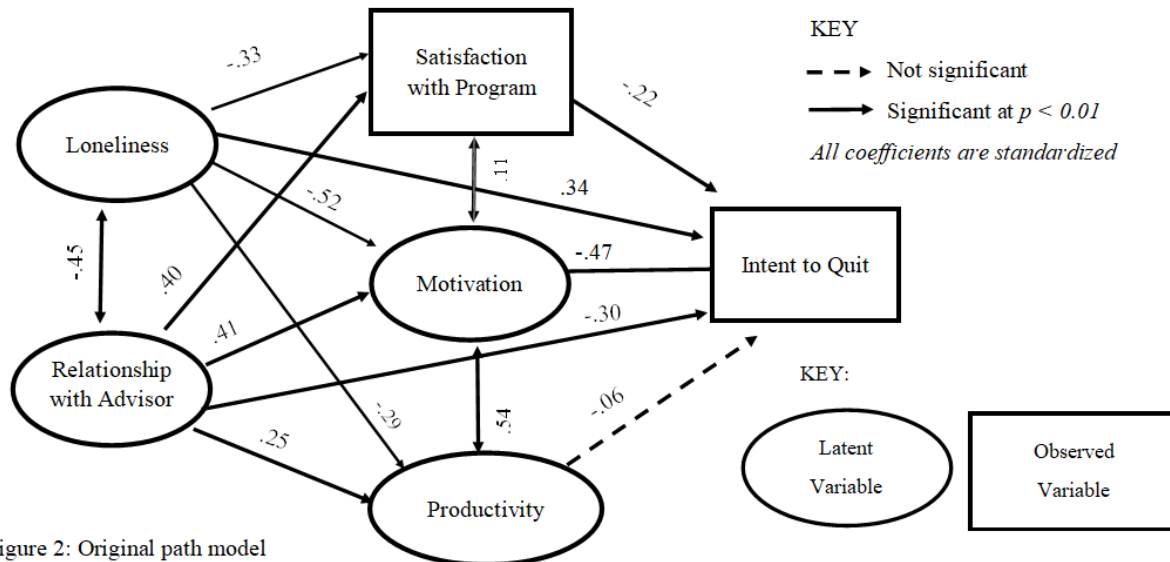 KEY
Not significant
Significant at p < 0.01
All coefficients are standardized
Satisfaction
with Program
-.33
-.22
Loneliness
.11
.34
-.52
-.45
.40
Motivation
-.47
Intent to Quit
.41
-.30
Relationship
with Advisor
-.29
.54
-.06
.25
Productivity
KEY:
Latent
Variable
Observed
Variable
igure 2: Original path model